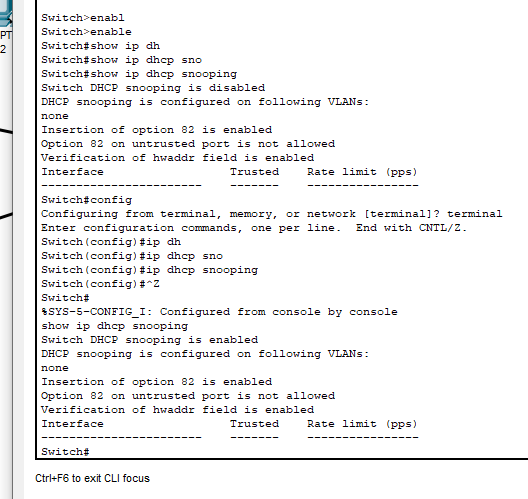 Switch>enabl
Switch>enable
Switch#show ip dh
Switch#show ip dhcp sno
Switch#show ip dhcp snooping
Switch DHCP snooping is disabled
DHCP snooping is configured on following VLANs:
none
Insertion of option 82 is enabled
Option 82 on untrusted port is not allowed
Verification of hwaddr field is enabled
Interface                  Trusted    Rate limit (pps)
-----------------------    -------    ----------------
Switch#config
Configuring from terminal, memory, or network [terminal]? terminal
Enter configuration commands, one per line.  End with CNTL/Z.
Switch(config)#ip dh
Switch(config)#ip dhcp sno
Switch(config)#ip dhcp snooping
Switch(config)#^Z
Switch#
%SYS-5-CONFIG_I: Configured from console by console
show ip dhcp snooping
Switch DHCP snooping is enabled
DHCP snooping is configured on following VLANs:
none
Insertion of option 82 is enabled
Option 82 on untrusted port is not allowed
Verification of hwaddr field is enabled
Interface                  Trusted    Rate limit (pps)
-----------------------    -------    ----------------
Switch#
Ctrl+F6 to exit CLI focus
PT
2